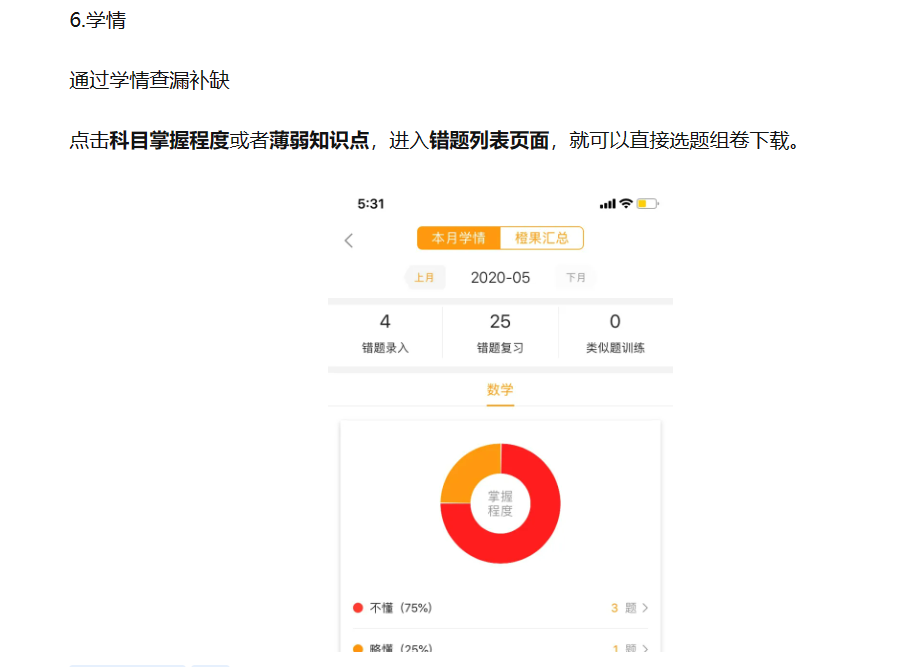 6.学情
通过学情查漏补缺
点击科目掌握程度或者薄弱知识点，进入错题列表页面，就可以直接选题组卷下载。
5:31
本月学情 橙果汇总
上月 2020-05 下月
4 25 0
错题录入 错题复习 类似题训练
数学
掌握
程度
不懂（75%） 3 题
略懂（25%） 1 题